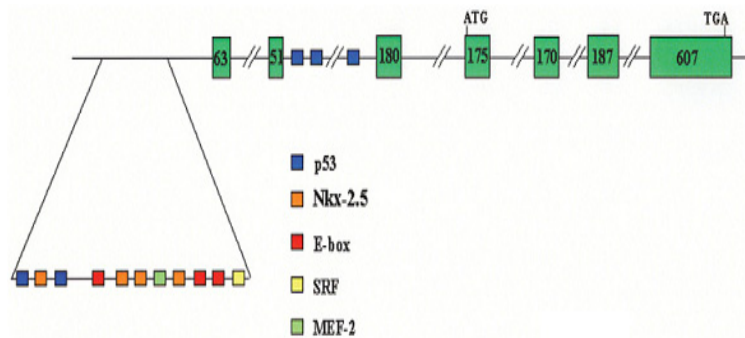 ATG TGA
63 51 180 175 170 187 607
p53
Nkx-2.5
E-box
SRF
MEF-2